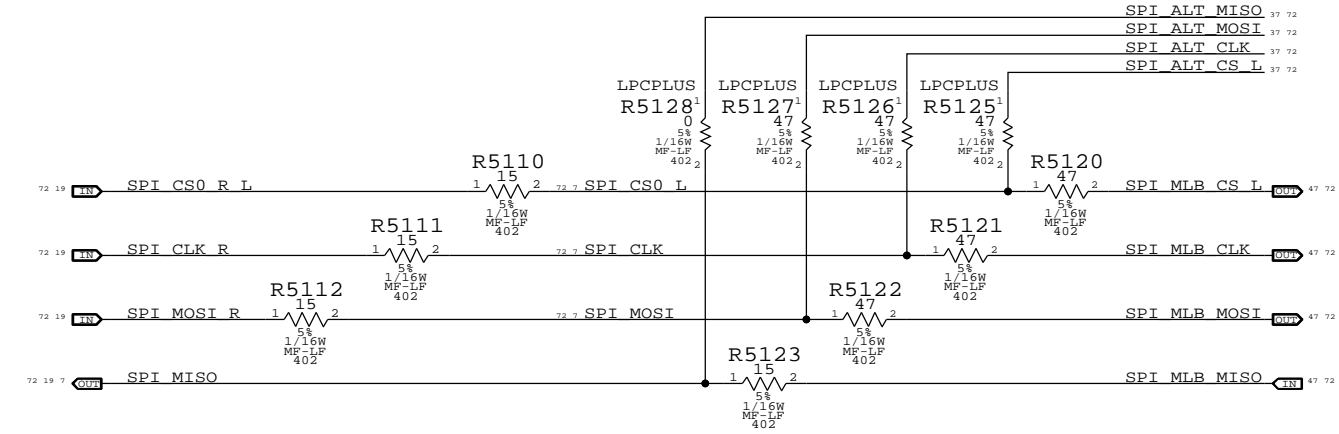 SPI_ALT_MISO 37 72
SPI_ALT_MOSI 37 72
SPI_ALT_CLK 37 72
SPI_ALT_CS_L 37 72
LPCPLUS LPCPLUS LPCPLUS LPCPLUS
R5128 1 R5127 1 R5126 1 R5125 1
0 47 47 47
5% 5% 5% 5%
1/16W 1/16W 1/16W 1/16W
MF-LF MF-LF MF-LF MF-LF
402 2 402 2 402 2 402 2
R5110 R5120
72 19 IN SPI_CS0_R_L 1 15 2 72 7 SPI_CS0_L 1 47 2 SPI_MLB_CS_L OUT 47 72
5% 5%
1/16W 1/16W
MF-LF MF-LF
402 402
R5111 R5121
72 19 IN SPI_CLK_R 1 15 2 72 7 SPI_CLK 1 47 2 SPI_MLB_CLK OUT 47 72
5% 5%
1/16W 1/16W
MF-LF MF-LF
402 402
R5112 R5122
72 19 IN SPI_MOSI_R 1 15 2 72 7 SPI_MOSI 1 47 2 SPI_MLB_MOSI OUT 47 72
5% 5%
1/16W 1/16W
MF-LF MF-LF
402 402
R5123
72 19 7 OUT SPI_MISO 1 15 2 SPI_MLB_MISO IN 47 72
5%
1/16W
MF-LF
402